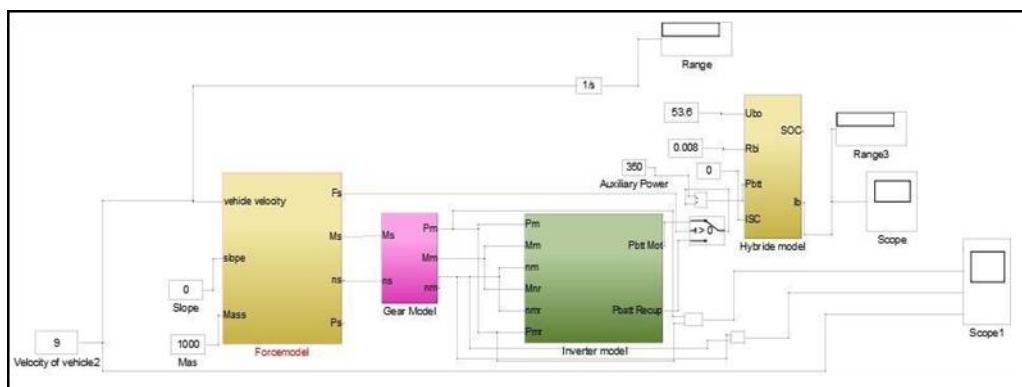 Range
1/s
53.6
Ubo
SOC
0.008
Rbi
Range3
350
0
Pbtt
Auxiliary Power
ISC
Ib
Hybride model
Scope
vehicle velocity
Fs
Ms
Ms
Pm
Pm
Mm
Mm
Pbtt Mot
> 0
slope
nm
ns
ns
nm
Mnr
0
Slope
Gear Model
nmr
Pbatt Recup
Mass
Ps
Pmr
Scope1
9
1000
Velocity of vehicle2
Mas
Forcemodel
Inverter model